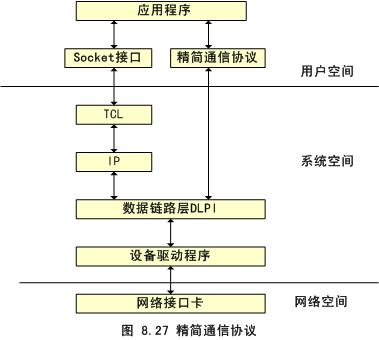 应用程序
Socket接口 精简通信协议
用户空间
TCL
IP
系统空间
数据链路层DLPI
设备驱动程序
网络接口卡 网络空间
图 8.27 精简通信协议